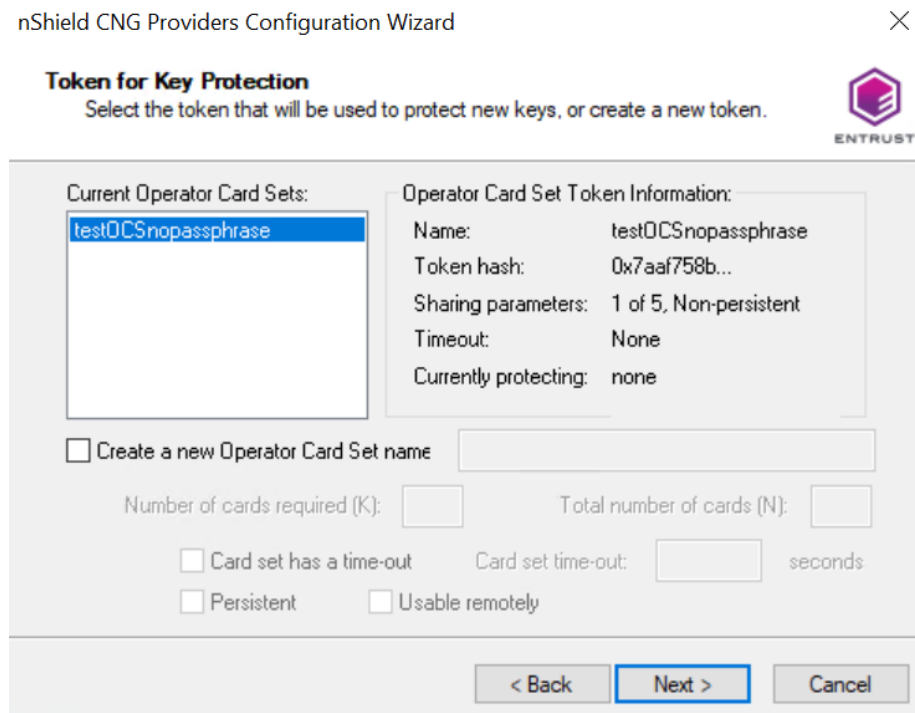 nShield CNG Providers Configuration Wizard
Token for Key Protection
Select the token that will be used to protect new keys, or create a new token.
ENTRUST
Current Operator Card Sets:
testOCSnopassphrase
Operator Card Set Token Information:
Name: testOCSnopassphrase
Token hash: 0x7aaf758b...
Sharing parameters: 1 of 5, Non-persistent
Timeout: None
Currently protecting: none
Create a new Operator Card Set name
Number of cards required (K): Total number of cards (N):
Card set has a time-out Card set time-out: seconds
Persistent Usable remotely
< Back Next > Cancel